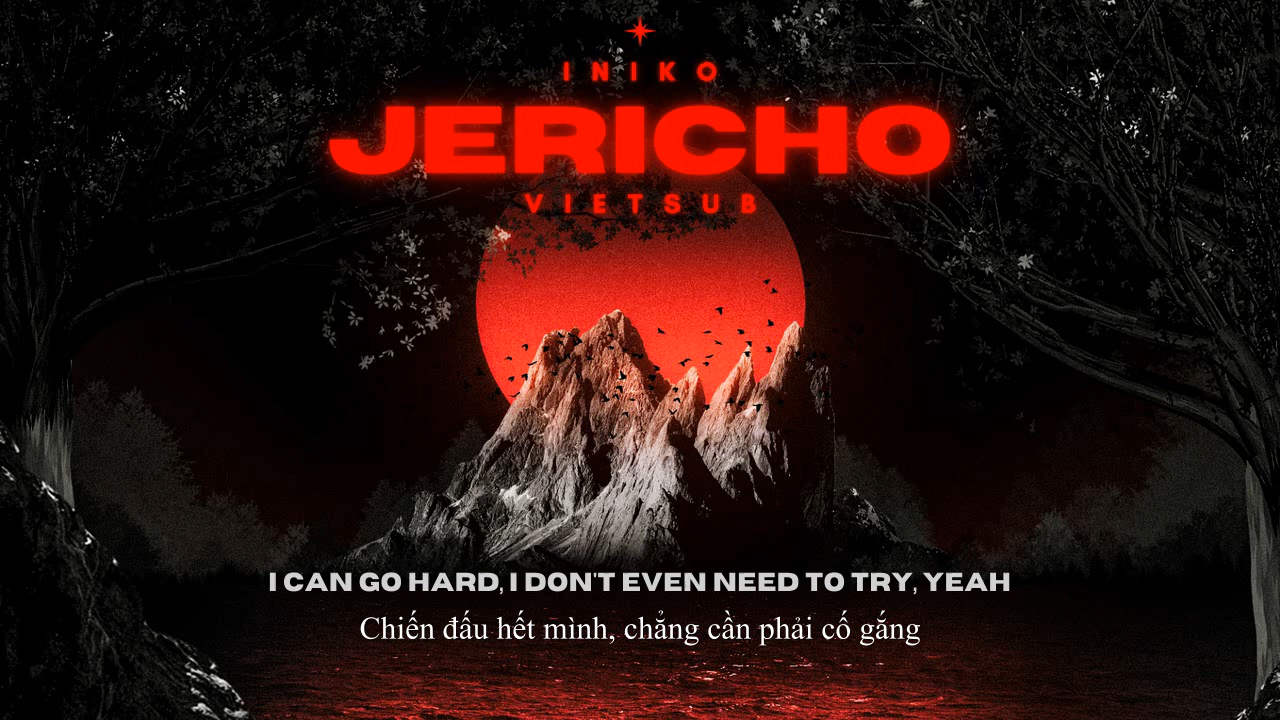 INIKO
JERICHO
VIETSUB
I CAN GO HARD, I DON'T EVEN NEED TO TRY, YEAH
Chiến đấu hết mình, chẳng cần phải cố gắng